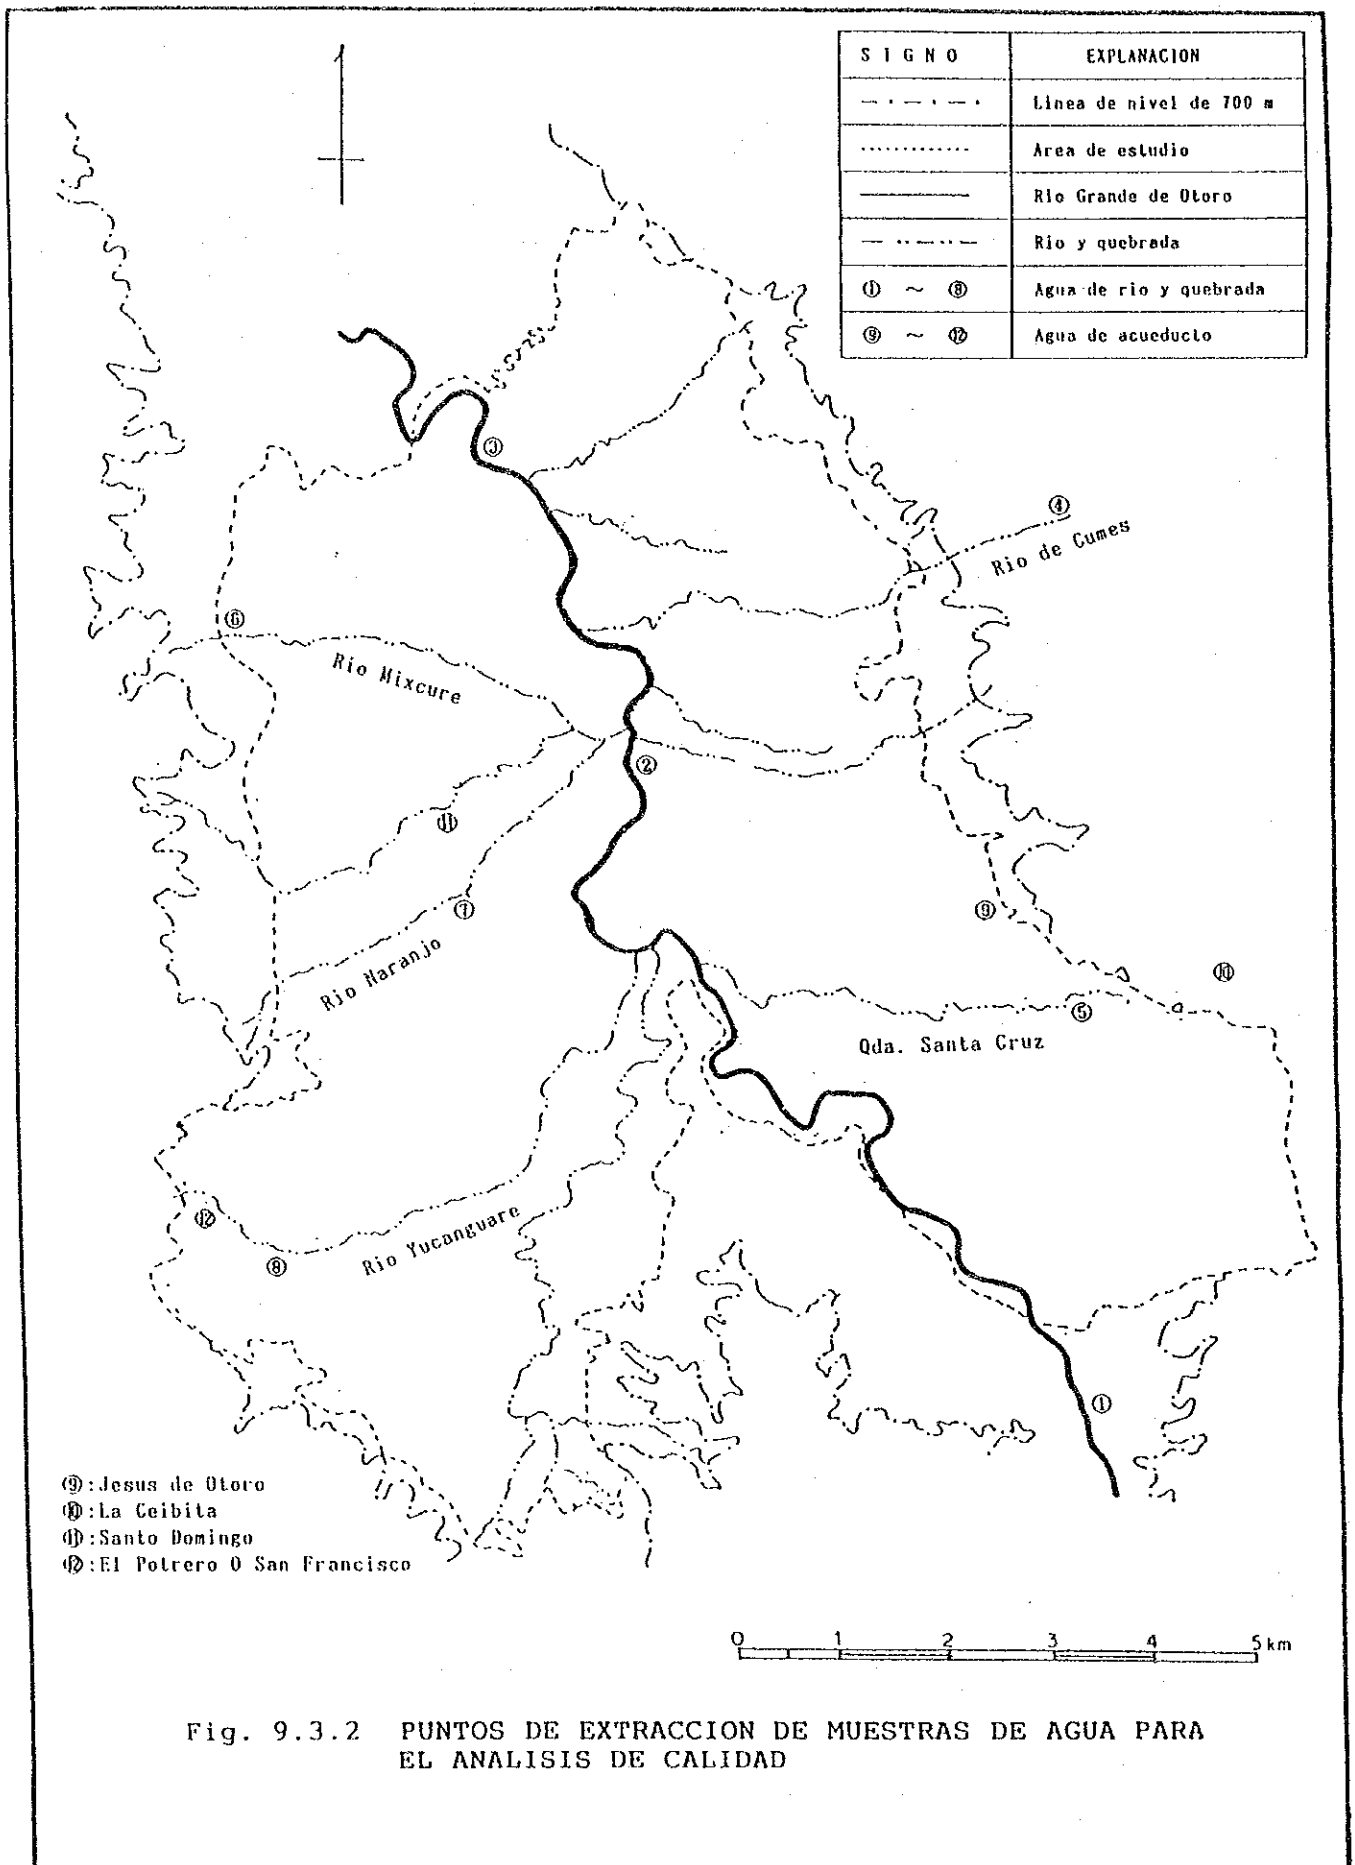 S I G N O EXPLANACION
Linea de nivel de 700 m
Area de estudio
Rio Grande de Otoro
Rio y quebrada
① ~ ⑧ Agua de rio y quebrada
⑨ ~ ⑫ Agua de acueducto
③
④
Rio de Cumes
⑥
Rio Mixcure
②
⑪
⑦
⑨
Rio Naranjo
⑩
⑤
Qda. Santa Cruz
⑫
Rio Yucanguare
⑧
①
⑨:Jesus de Otoro
⑩:La Ceibita
⑪:Santo Domingo
⑫:El Potrero O San Francisco
0 1 2 3 4 5 km
Fig. 9.3.2 PUNTOS DE EXTRACCION DE MUESTRAS DE AGUA PARA
EL ANALISIS DE CALIDAD